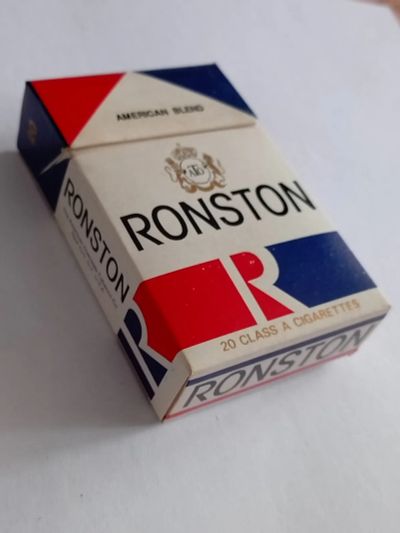 AMERICAN BLEND
RONSTON
R
20 CLASS A CIGARETTES
RONSTON
RONSTON